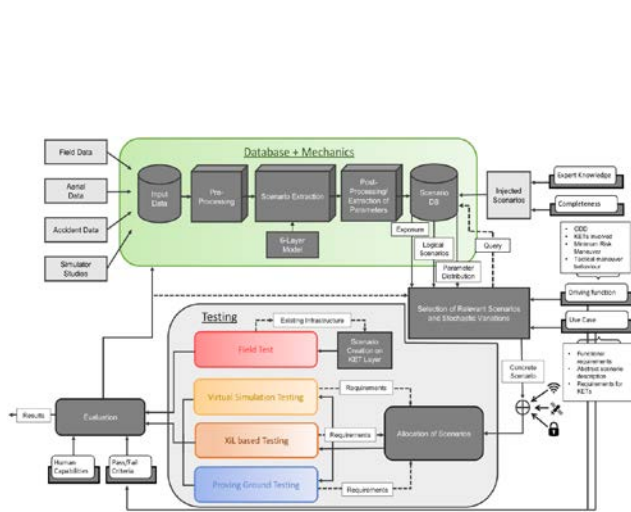 Database + Mechanics
Field Data
Aerial
Data
Accident Data
Simulator
Studies
Input
Data
Pre-
Processing
Scenario Extraction
Post-
Processing/
Extraction of
Parameters
Scenario
DB
6-Layer
Model
Injected
Scenarios
Expert Knowledge
Completeness
Exposure
Logical
Scenarios
Parameter
Distribution
Query
• ODD
• KETs involved
• Minimum Risk
Maneuver
• Tactical maneuver
behaviour
Driving function
Use Case
Selection of Relevant Scenarios
and Stochastic Variations
• Functional
requirements
• Abstract scenario
description
• Requirements for
KETs
Concrete
Scenario
Testing
Existing Infrastructure
Field Test
Scenario
Creation on
KET Layer
Virtual Simulation Testing
Requirements
XiL based Testing
Requirements
Allocation of Scenarios
Proving Ground Testing
Requirements
Results
Evaluation
Human
Capabilities
Pass/Fail
Criteria